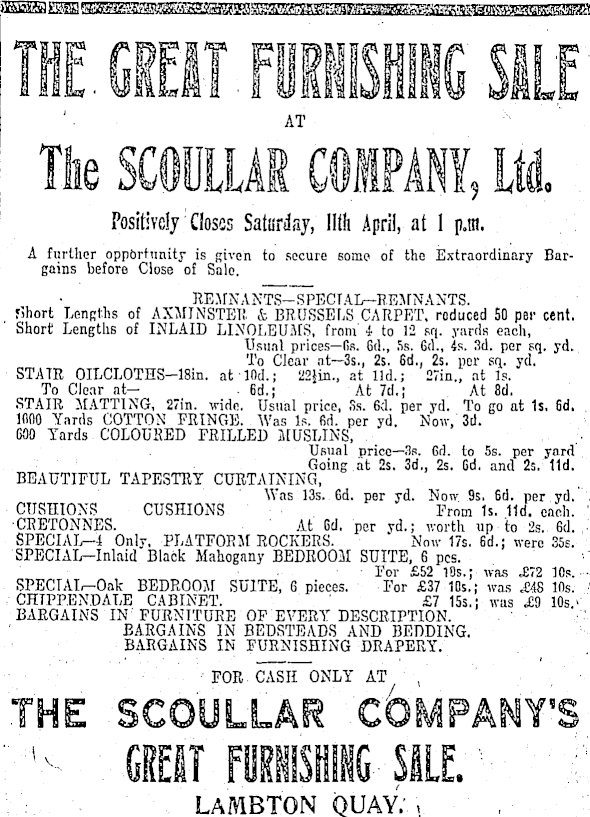 THE GREAT FURNISHING SALE
AT
The SCOULLAR COMPANY, Ltd.
Positively Closes Saturday, 11th April, at 1 p.m.
A further opportunity is given to secure some of the Extraordinary Bar-
gains before Close of Sale.
REMNANTS—SPECIAL—REMNANTS.
Short Lengths of AXMINSTER & BRUSSELS CARPET, reduced 50 per cent.
Short Lengths of INLAID LINOLEUMS, from 4 to 12 sq. yards each,
Usual prices—6s. 6d., 5s. 6d., 4s. 3d. per sq. yd.
To Clear at—3s., 2s. 6d., 2s. per sq. yd.
STAIR OILCLOTHS—18in. at 10d.; 22½in., at 11d.; 27in., at 1s.
To Clear at— 6d.; At 7d.; At 8d.
STAIR MATTING, 27in. wide. Usual price, 3s. 6d. per yd. To go at 1s. 6d.
1600 Yards COTTON FRINGE. Was 1s. 6d. per yd. Now, 3d.
600 Yards COLOURED FRILLED MUSLINS,
Usual price—3s. 6d. to 5s. per yard
Going at 2s. 3d., 2s. 6d. and 2s. 11d.
BEAUTIFUL TAPESTRY CURTAINING,
Was 13s. 6d. per yd. Now 9s. 6d. per yd.
CUSHIONS CUSHIONS From 1s. 11d. each.
CRETONNES. At 6d. per yd.; worth up to 2s. 6d.
SPECIAL—4 Only, PLATFORM ROCKERS. Now 17s. 6d.; were 35s.
SPECIAL—Inlaid Black Mahogany BEDROOM SUITE, 6 pcs.
For £52 10s.; was £72 10s.
SPECIAL—Oak BEDROOM SUITE, 6 pieces. For £37 10s.; was £48 10s.
CHIPPENDALE CABINET. £7 15s.; was £9 10s.
BARGAINS IN FURNITURE OF EVERY DESCRIPTION.
BARGAINS IN BEDSTEADS AND BEDDING.
BARGAINS IN FURNISHING DRAPERY.
FOR CASH ONLY AT
THE SCOULLAR COMPANY'S
GREAT FURNISHING SALE.
LAMBTON QUAY.